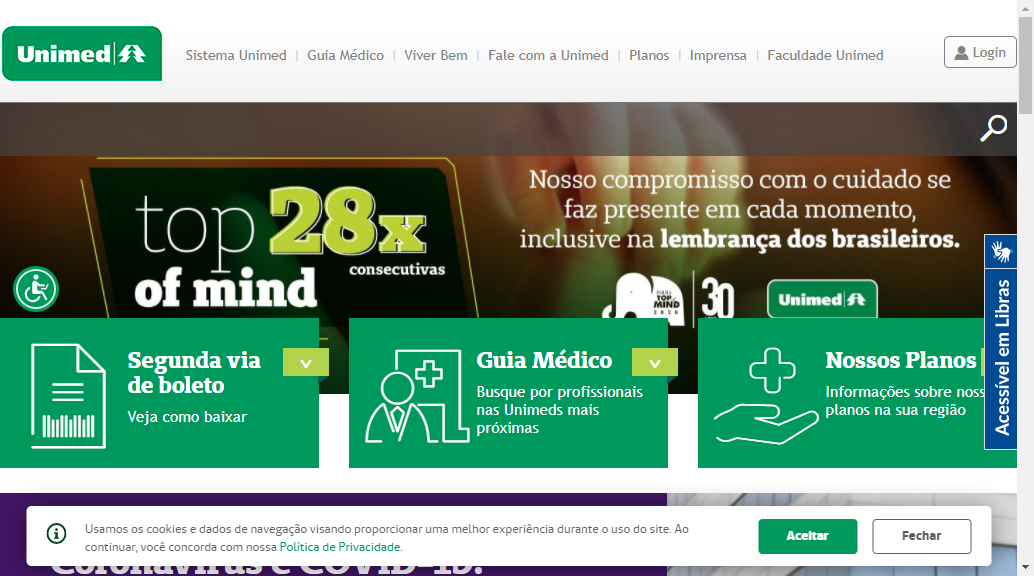 Unimed
Sistema Unimed | Guia Médico | Viver Bem | Fale com a Unimed | Planos | Imprensa | Faculdade Unimed
Login
top 28x
consecutivas
of mind
Nosso compromisso com o cuidado se
faz presente em cada momento,
inclusive na lembrança dos brasileiros.
TOP
MIND
2020
30
Unimed
Acessível em Libras
Segunda via
de boleto
Veja como baixar
Guia Médico
Busque por profissionais
nas Unimeds mais
próximas
Nossos Planos
Informações sobre noss
planos na sua região
Usamos os cookies e dados de navegação visando proporcionar uma melhor experiência durante o uso do site. Ao
continuar, você concorda com nossa Política de Privacidade.
Aceitar
Fechar
Coronavírus e COVID-19: